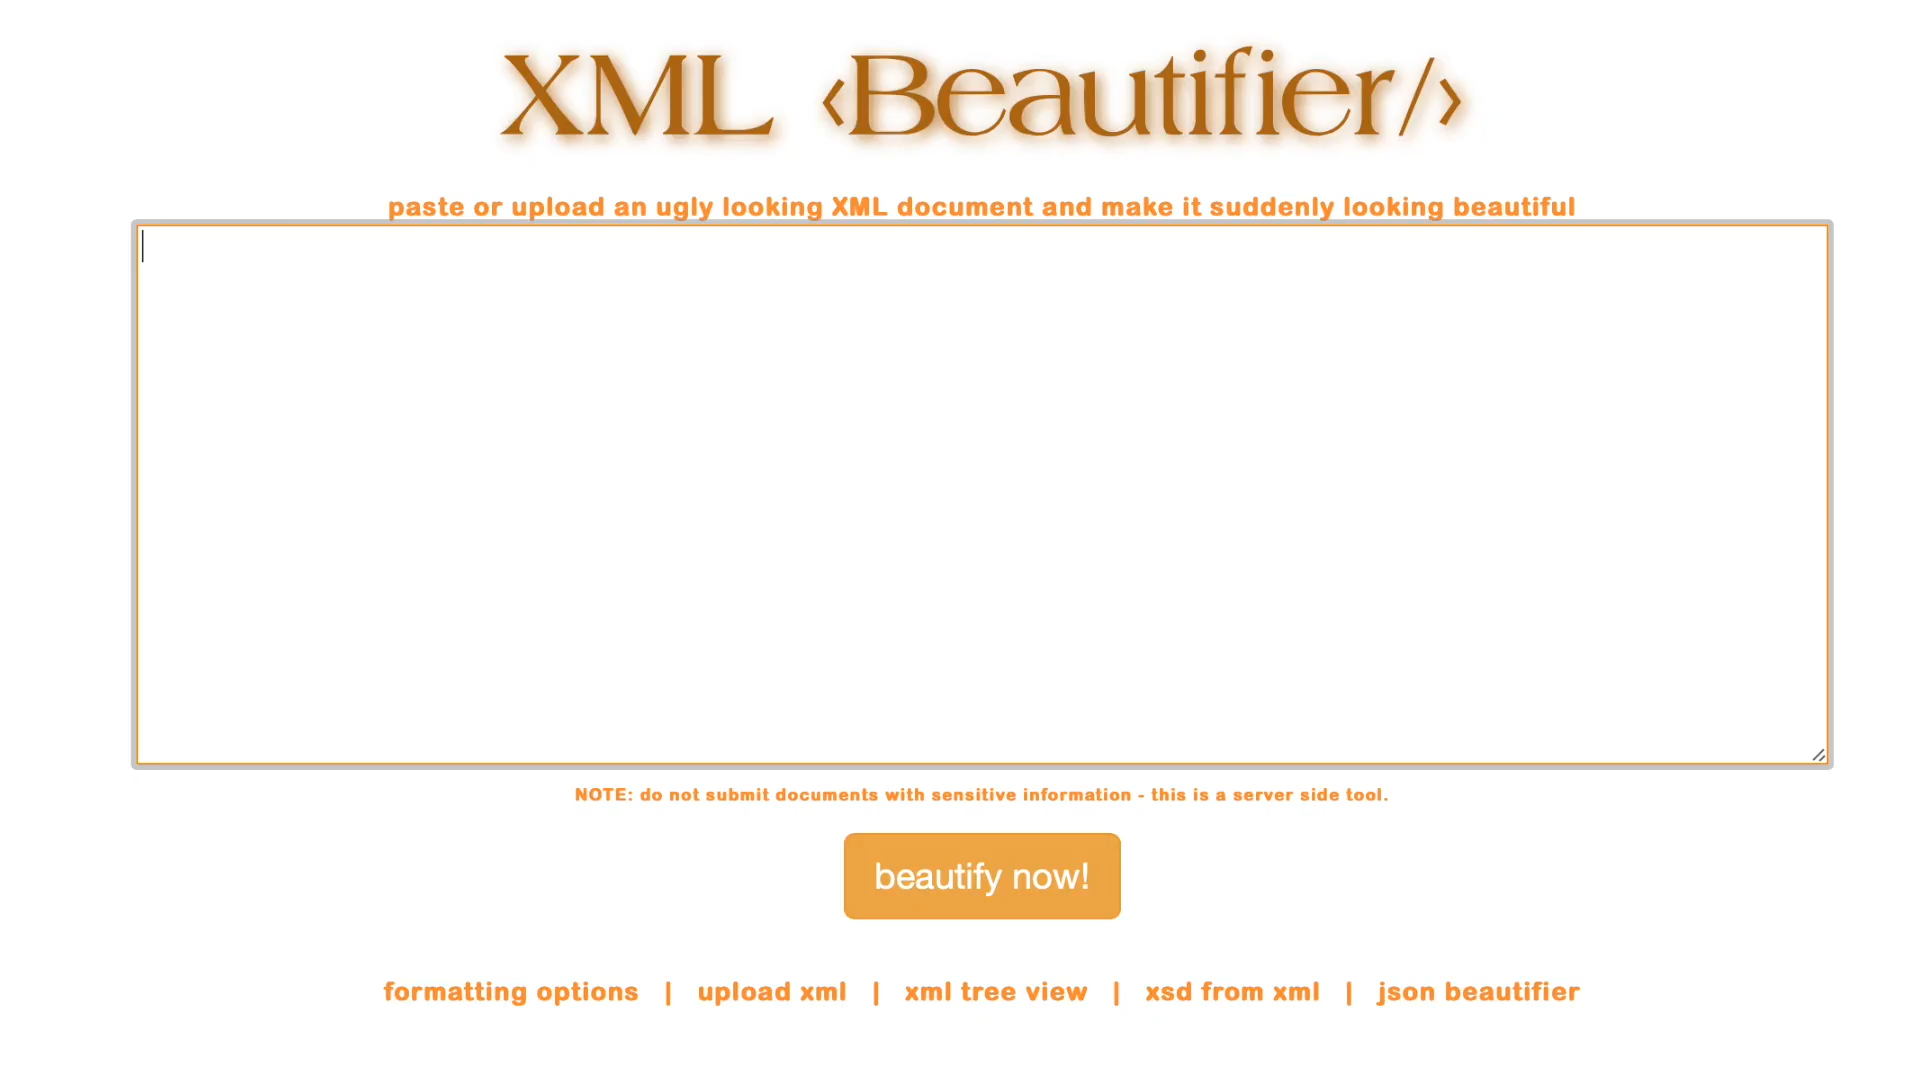 XML ‹Beautifier/›
paste or upload an ugly looking XML document and make it suddenly looking beautiful
NOTE: do not submit documents with sensitive information - this is a server side tool.
beautify now!
formatting options | upload xml | xml tree view | xsd from xml | json beautifier